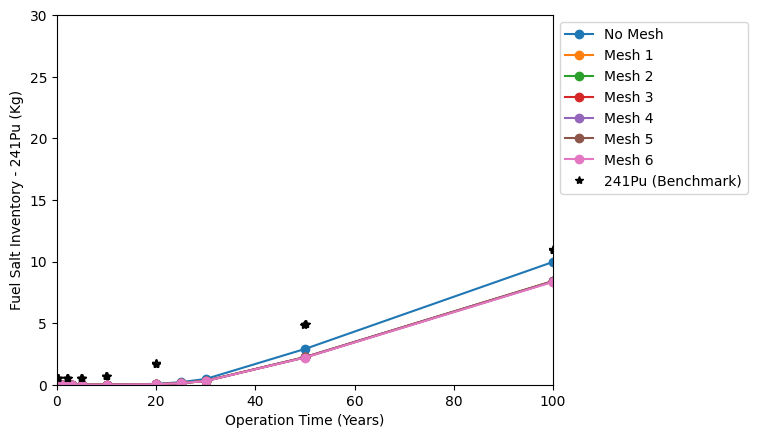 30
25
20
15
10
5
0
Fuel Salt Inventory - 241Pu (Kg)
0 20 40 60 80 100
Operation Time (Years)
No Mesh
Mesh 1
Mesh 2
Mesh 3
Mesh 4
Mesh 5
Mesh 6
241Pu (Benchmark)